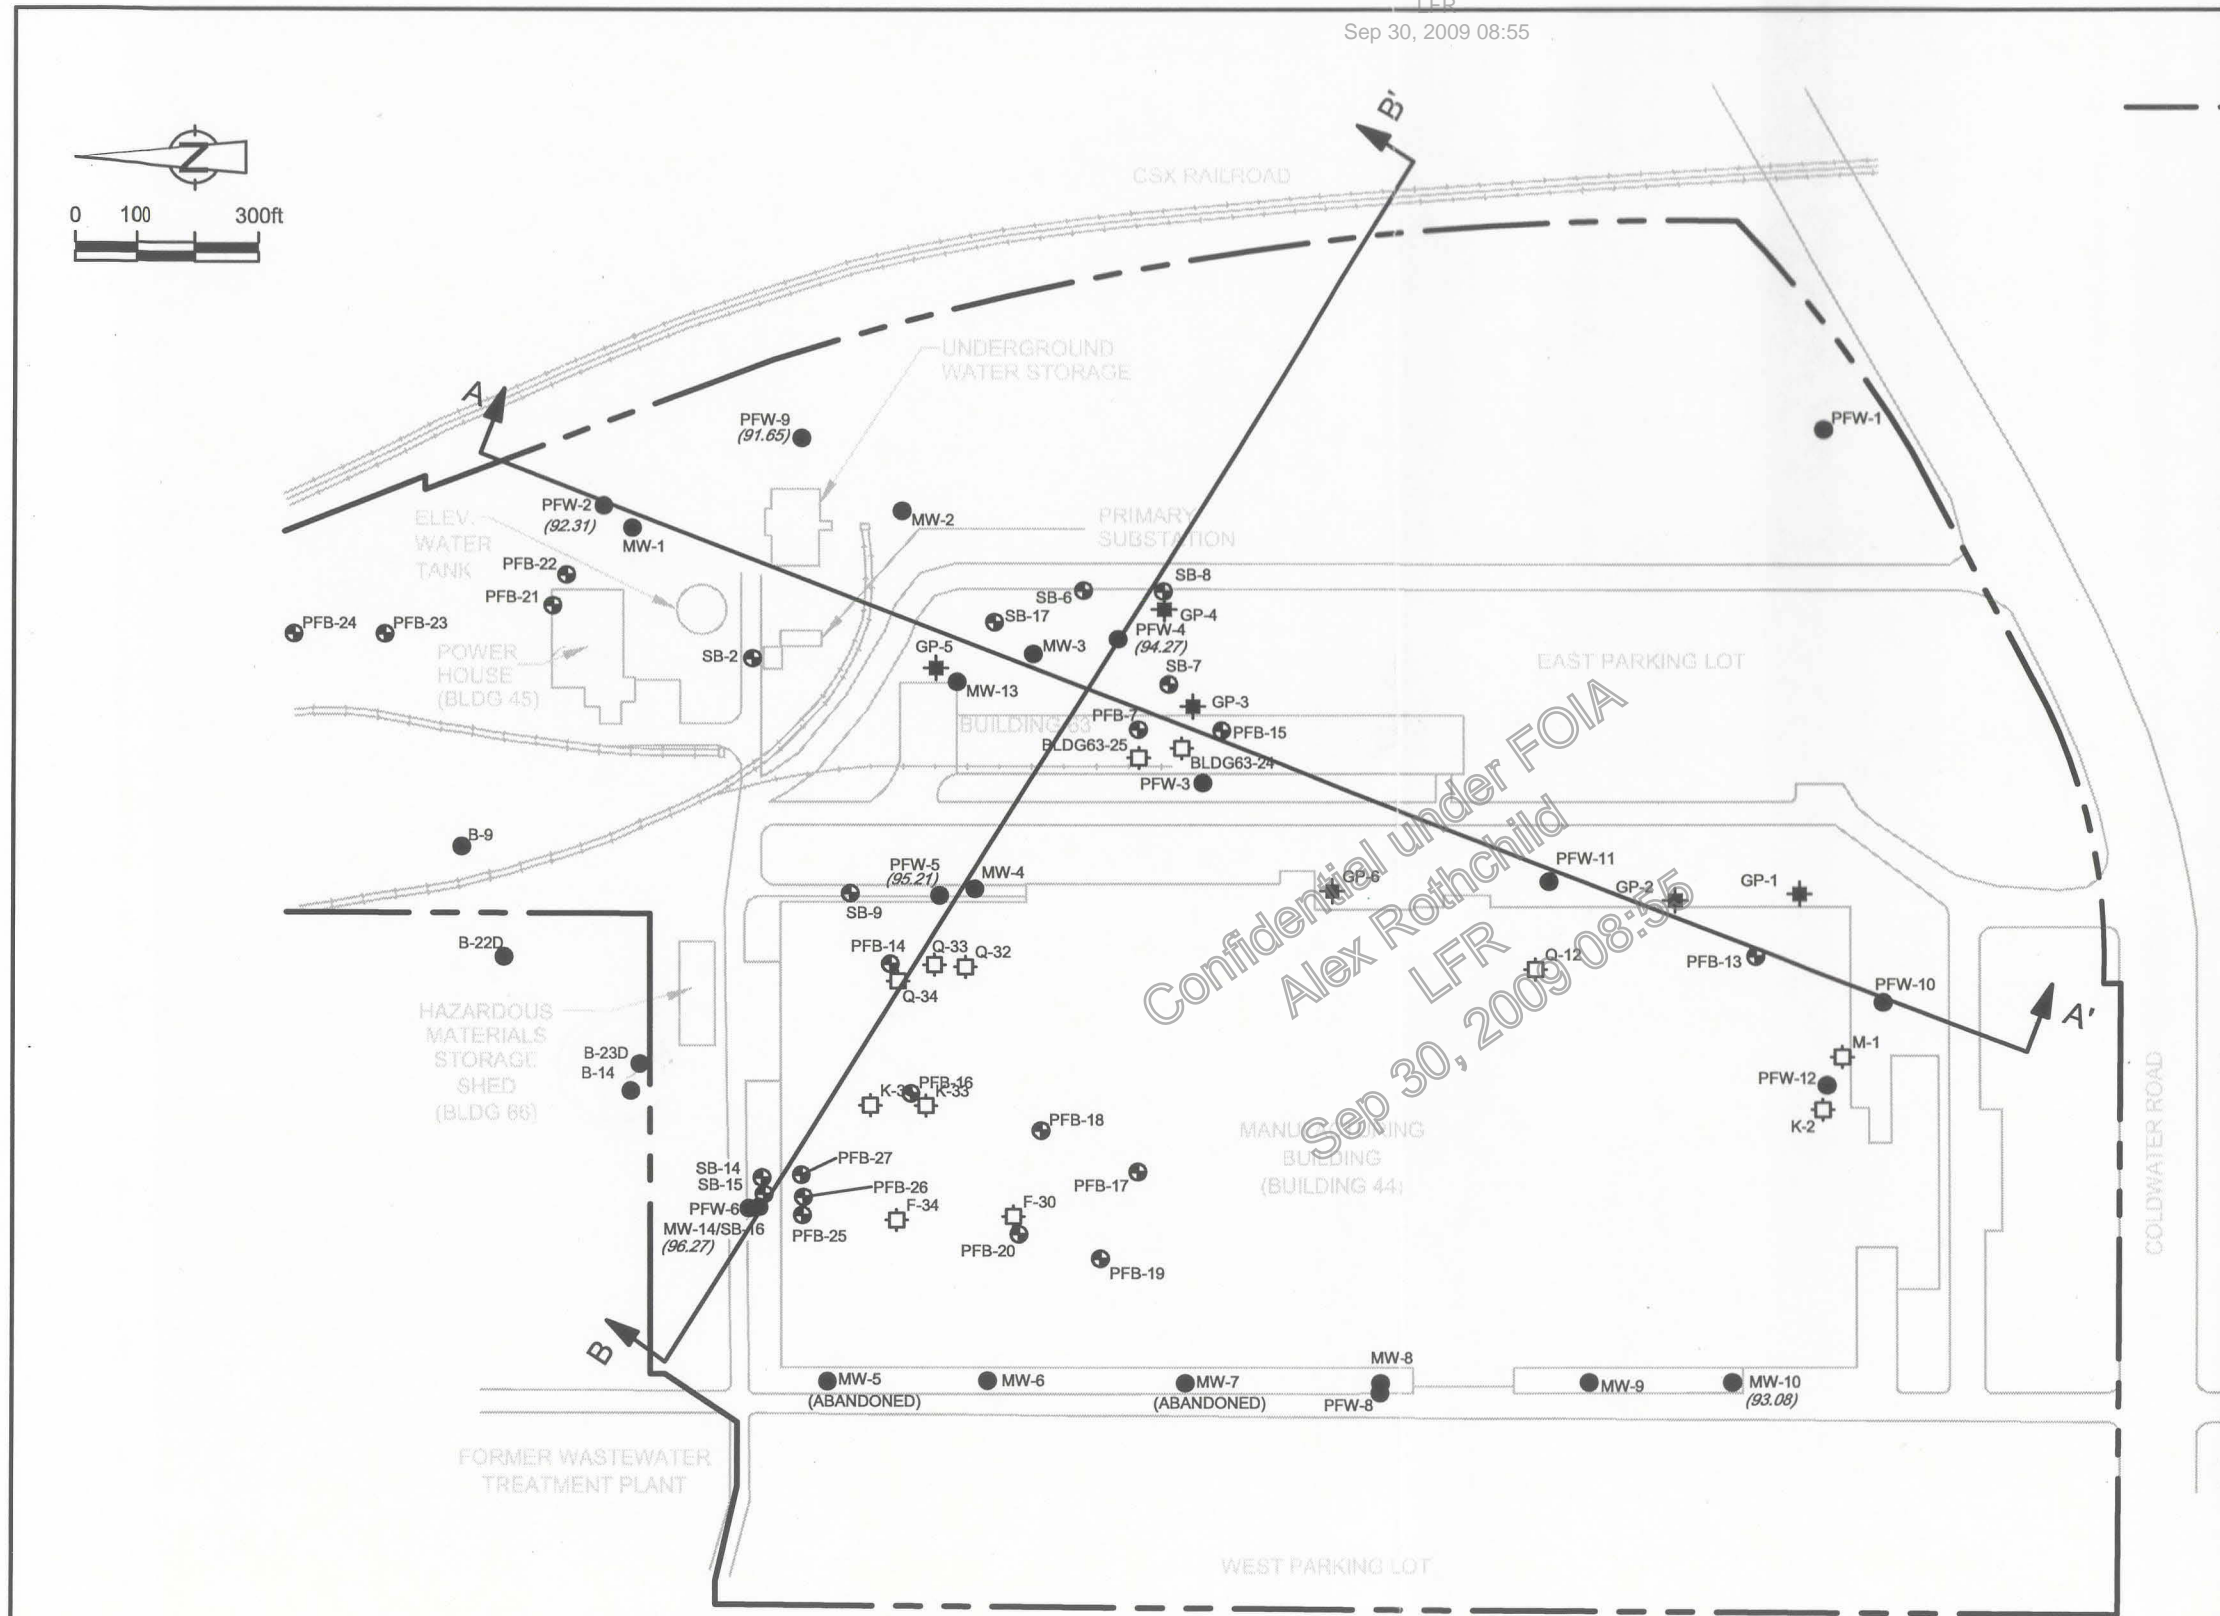 LFR
Sep 30, 2009 08:55
B'
CSX RAILROAD
Z
0 100 300ft
UNDERGROUND
WATER STORAGE
A
PFW-9
(91.65)
PFW-1
PFW-2
(92.31)
MW-1
MW-2
ELEV.
WATER
TANK
PRIMARY
SUBSTATION
PFB-22
PFB-21
SB-8
SB-6
GP-4
PFB-24
PFB-23
SB-17
PFW-4
(94.27)
MW-3
GP-5
SB-2
SB-7
POWER
HOUSE
(BLDG 45)
EAST PARKING LOT
MW-13
GP-3
BUILDING 63
PFB-7
PFB-15
BLDG63-25
BLDG63-24
PFW-3
B-9
PFW-5
(95.21)
MW-4
SB-9
GP-6
PFW-11
GP-2
GP-1
Confidential under FOIA
Alex Rothchild
LFR
Sep 30, 2009 08:55
B-22D
PFB-14
Q-33
Q-32
Q-34
Q-12
PFB-13
PFW-10
A'
HAZARDOUS
MATERIALS
STORAGE
SHED
(BLDG 66)
B-23D
B-14
M-1
PFW-12
K-2
PFB-16
K-33
PFB-18
MANUFACTURING
BUILDING
(BUILDING 44)
COLDWATER ROAD
SB-14
SB-15
PFB-27
PFB-26
PFB-17
PFW-6
MW-14/SB-16
(96.27)
PFB-25
F-34
F-30
PFB-20
PFB-19
B
MW-5
(ABANDONED)
MW-6
MW-7
(ABANDONED)
MW-8
PFW-8
MW-9
MW-10
(93.08)
FORMER WASTEWATER
TREATMENT PLANT
WEST PARKING LOT